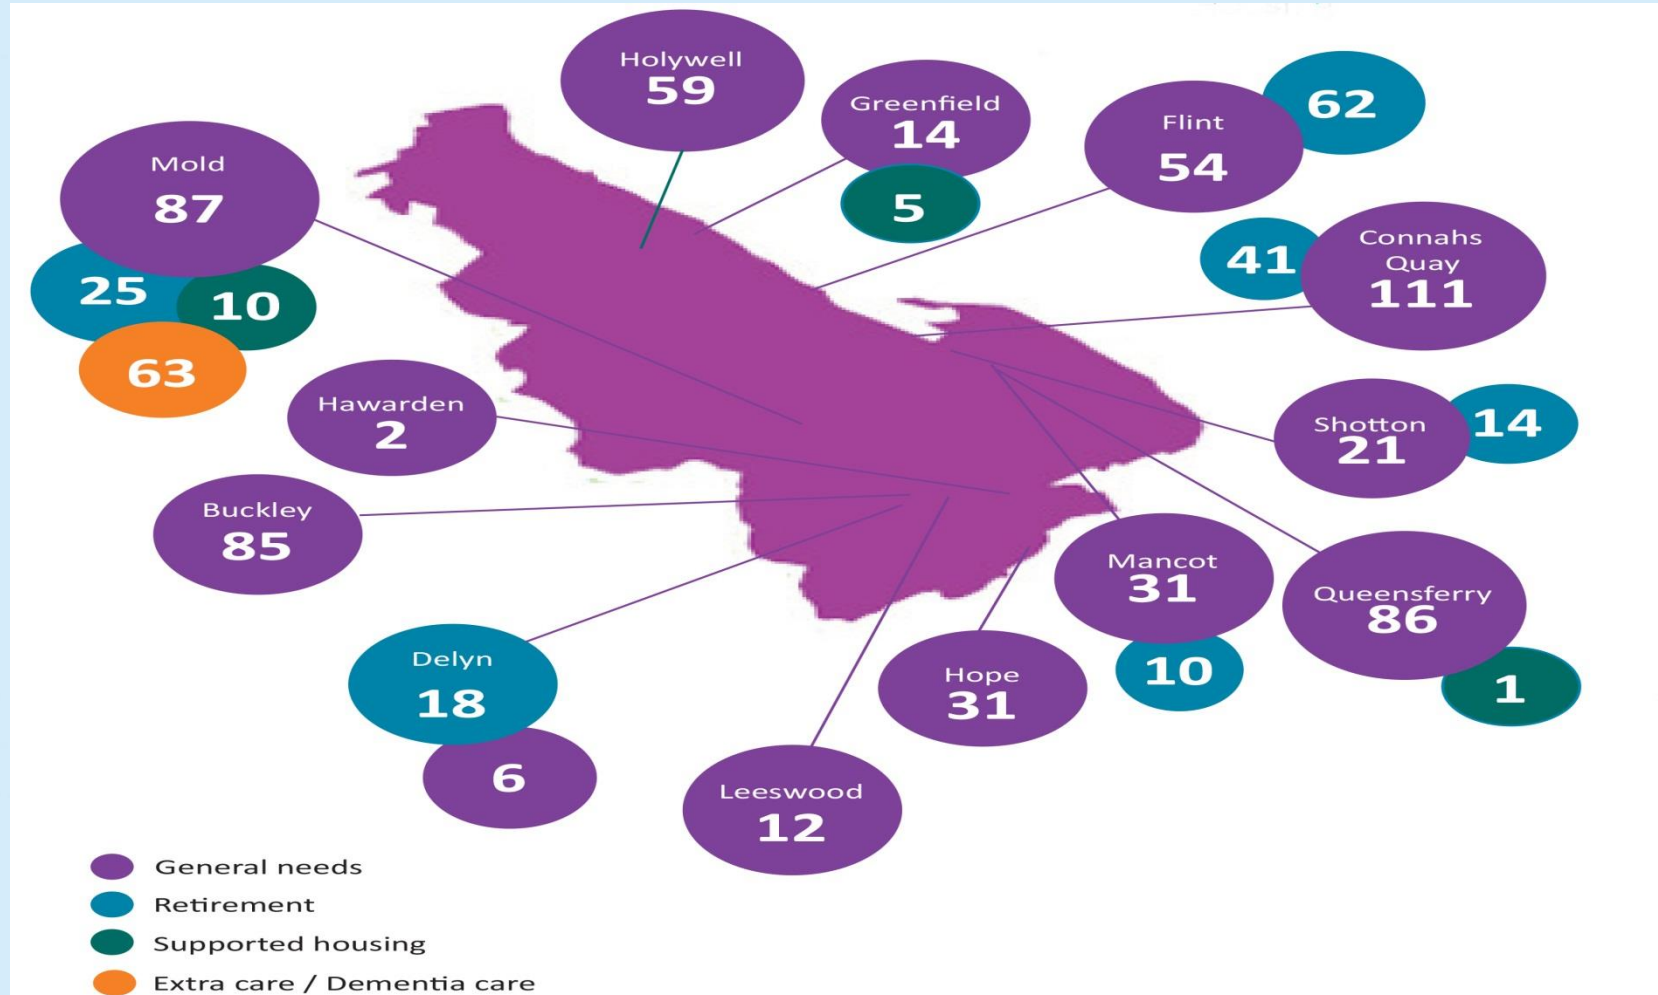 Holywell
59
Greenfield
14
5
Flint
54
62
Mold
87
25
10
63
41
Connahs
Quay
111
Hawarden
2
Shotton
21
14
Buckley
85
Mancot
31
10
Queensferry
86
1
Delyn
18
6
Hope
31
Leeswood
12
General needs
Retirement
Supported housing
Extra care / Dementia care